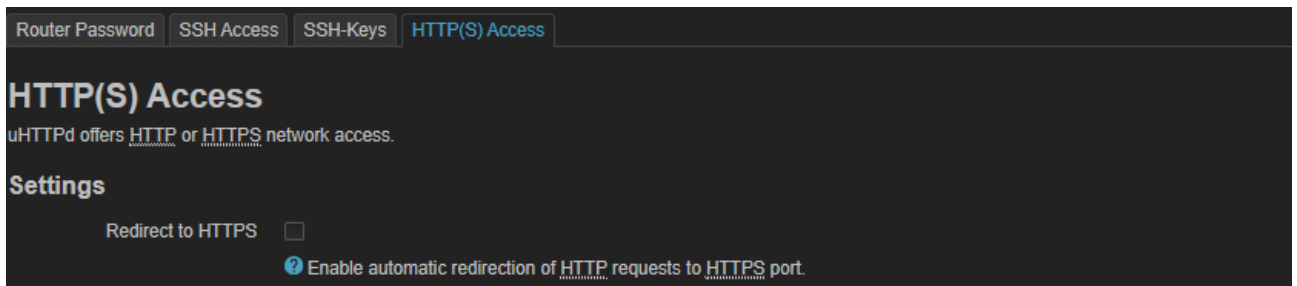 Router Password SSH Access SSH-Keys HTTP(S) Access
HTTP(S) Access
uHTTPd offers HTTP or HTTPS network access.
Settings
Redirect to HTTPS
Enable automatic redirection of HTTP requests to HTTPS port.